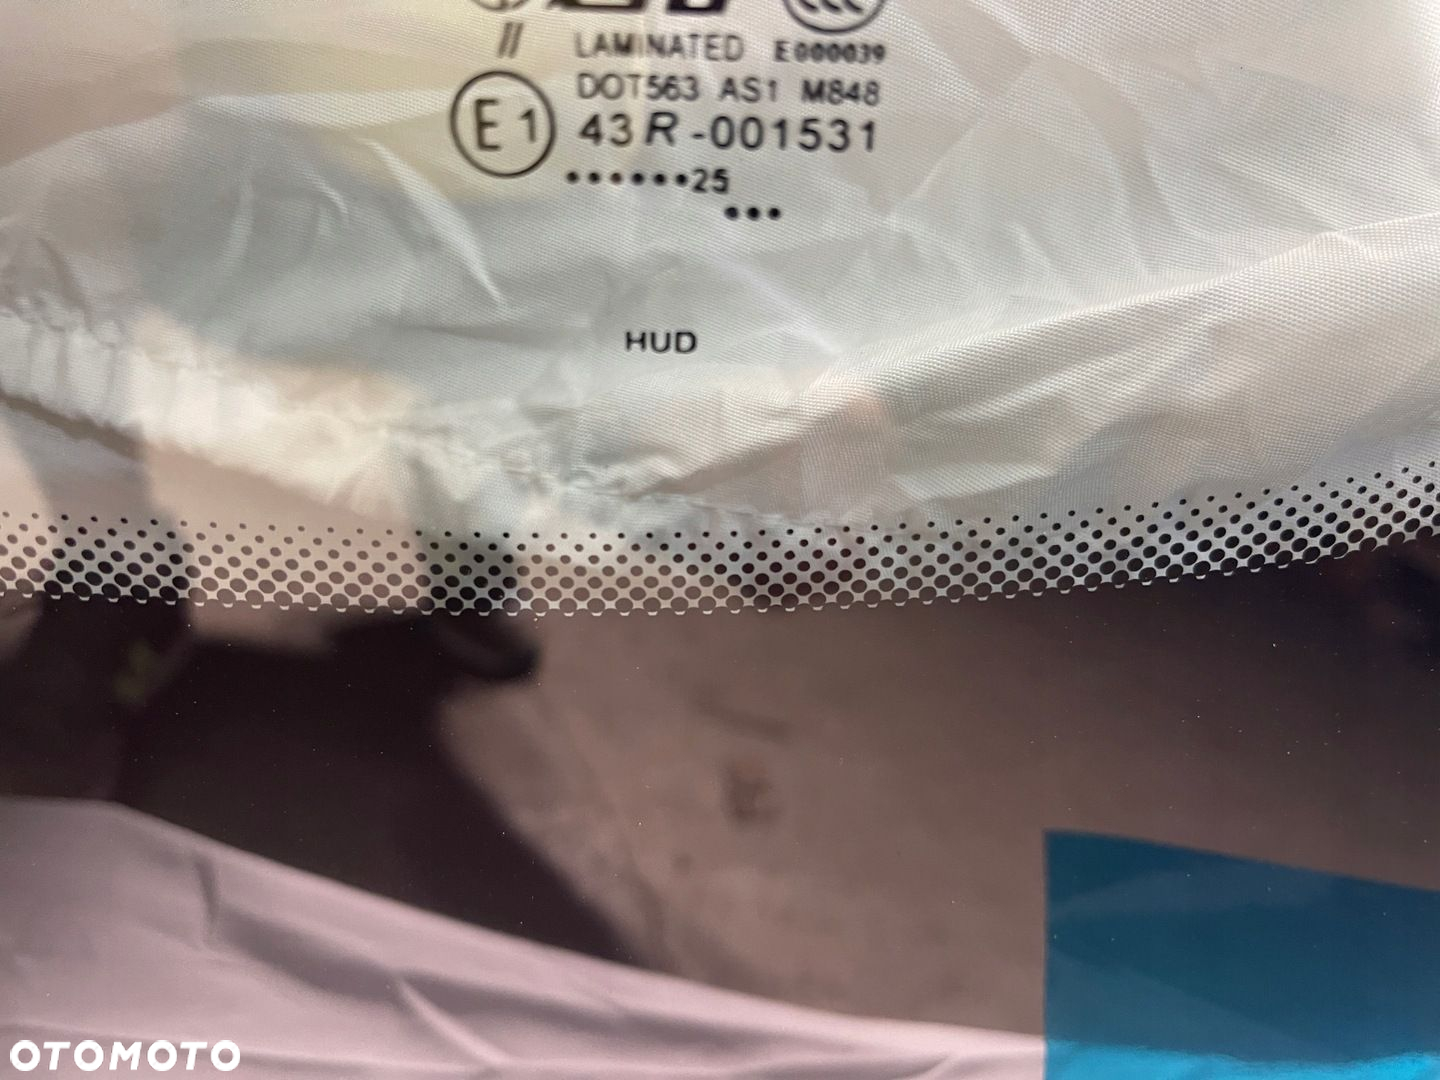 //
LAMINATED E000039
DOT563 AS1 M848
E1 43R-001531
••••••25
•••
HUD
OTOMOTO